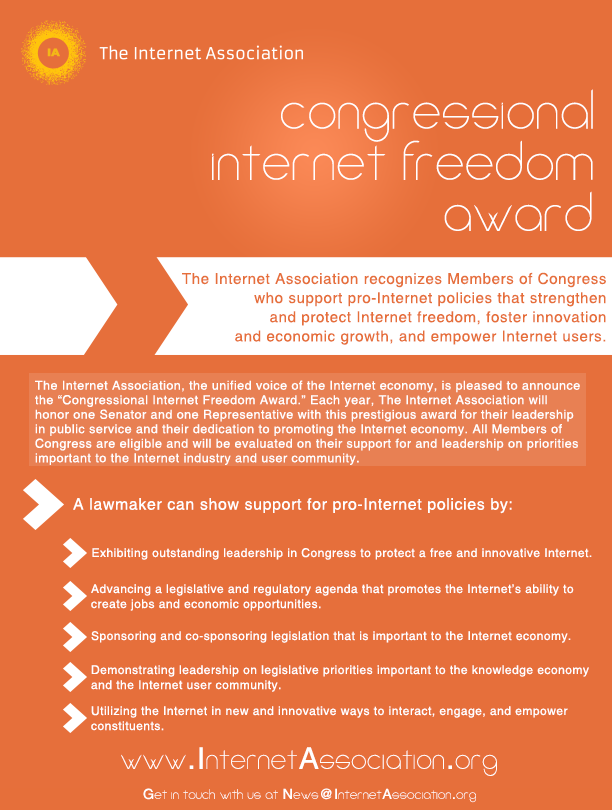 IA
The Internet Association
congressional
internet freedom
award
The Internet Association recognizes Members of Congress
who support pro-Internet policies that strengthen
and protect Internet freedom, foster innovation
and economic growth, and empower Internet users.
The Internet Association, the unified voice of the Internet economy, is pleased to announce
the “Congressional Internet Freedom Award.” Each year, The Internet Association will
honor one Senator and one Representative with this prestigious award for their leadership
in public service and their dedication to promoting the Internet economy. All Members of
Congress are eligible and will be evaluated on their support for and leadership on priorities
important to the Internet industry and user community.
A lawmaker can show support for pro-Internet policies by:
Exhibiting outstanding leadership in Congress to protect a free and innovative Internet.
Advancing a legislative and regulatory agenda that promotes the Internet's ability to
create jobs and economic opportunities.
Sponsoring and co-sponsoring legislation that is important to the Internet economy.
Demonstrating leadership on legislative priorities important to the knowledge economy
and the Internet user community.
Utilizing the Internet in new and innovative ways to interact, engage, and empower
constituents.
www.InternetAssociation.org
Get in touch with us at News@InternetAssociation.org